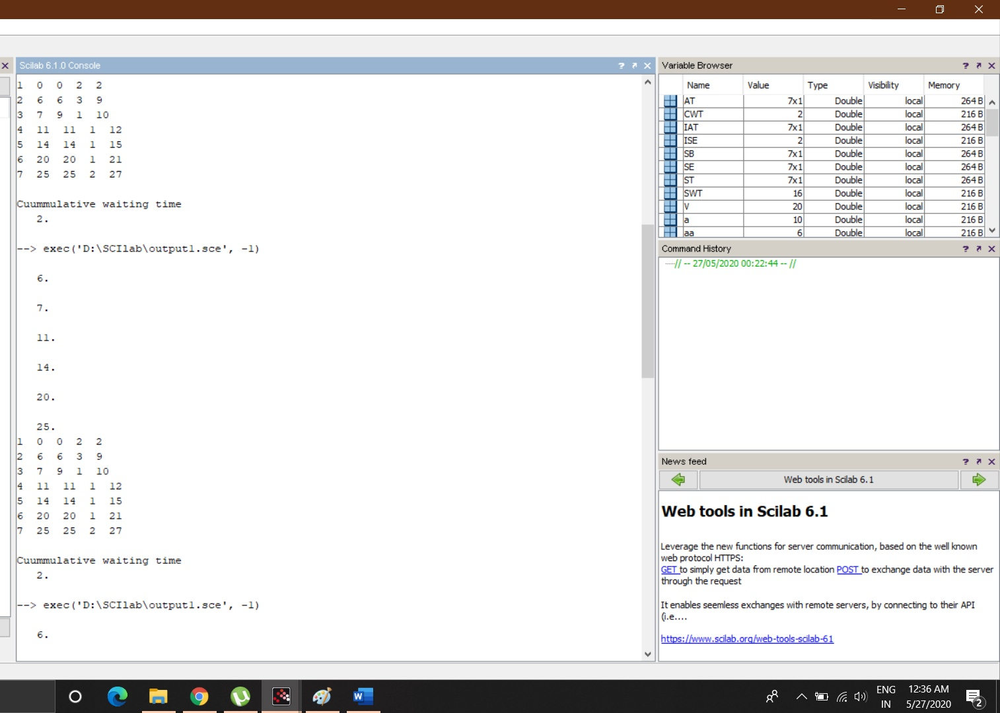 Scilab 6.1.0 Console
1 0 0 2 2
2 6 6 3 9
3 7 9 1 10
4 11 11 1 12
5 14 14 1 15
6 20 20 1 21
7 25 25 2 27
Cuummulative waiting time
2.
--> exec('D:\SCIlab\output1.sce', -1)
6.
7.
11.
14.
20.
25.
1 0 0 2 2
2 6 6 3 9
3 7 9 1 10
4 11 11 1 12
5 14 14 1 15
6 20 20 1 21
7 25 25 2 27
Cuummulative waiting time
2.
--> exec('D:\SCIlab\output1.sce', -1)
6.
Variable Browser
Name Value Type Visibility Memory
AT 7x1 Double local 264 B
CWT 2 Double local 216 B
IAT 7x1 Double local 264 B
ISE 2 Double local 216 B
SB 7x1 Double local 264 B
SE 7x1 Double local 264 B
ST 7x1 Double local 264 B
SWT 16 Double local 216 B
V 20 Double local 216 B
a 10 Double local 216 B
aa 6 Double local 216 B
Command History
// -- 27/05/2020 00:22:44 -- //
News feed
Web tools in Scilab 6.1
Web tools in Scilab 6.1
Leverage the new functions for server communication, based on the well known
web protocol HTTPS:
GET to simply get data from remote location POST to exchange data with the server
through the request
It enables seemless exchanges with remote servers, by connecting to their API
(i.e....
https://www.scilab.org/web-tools-scilab-61
ENG 12:36 AM
IN 5/27/2020 2